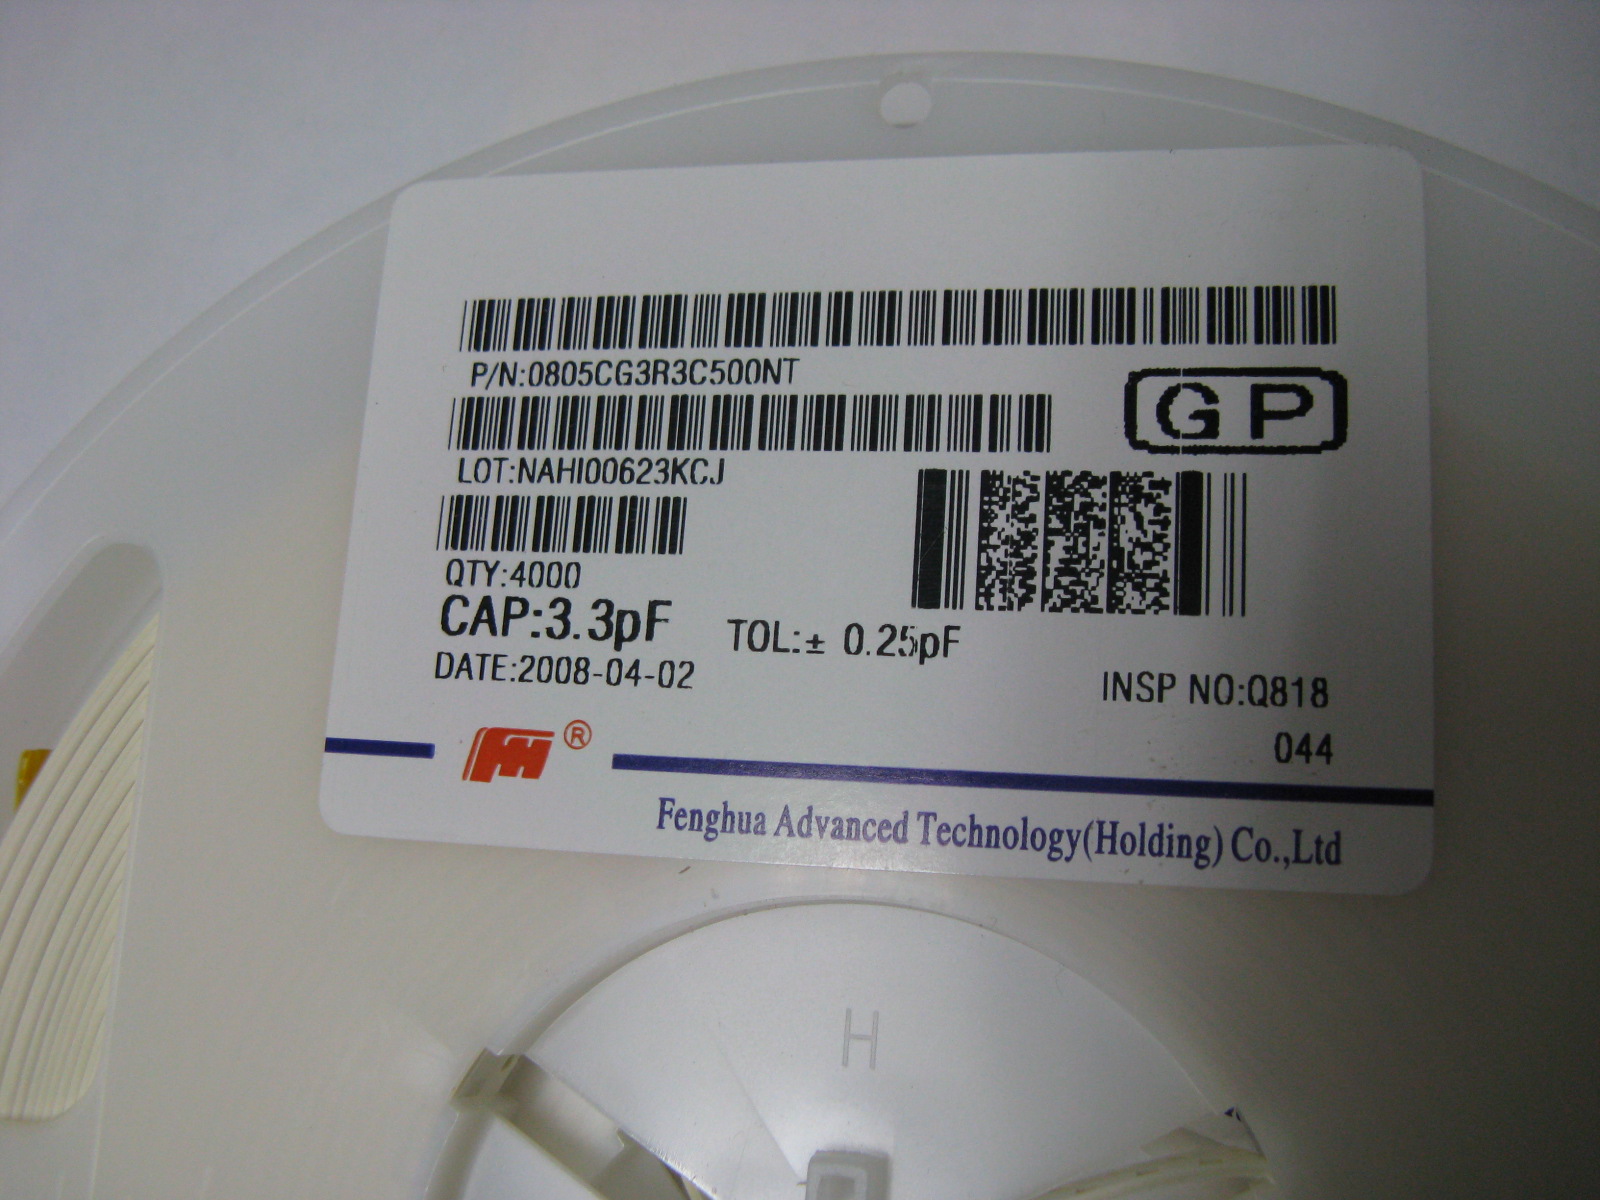 P/N:0805CG3R3C500NT
GP
LOT:NAHI00623KCJ
QTY:4000
CAP:3.3pF TOL:± 0.25pF
DATE:2008-04-02
INSP NO:Q818
044
®
Fenghua Advanced Technology(Holding) Co.,Ltd
H